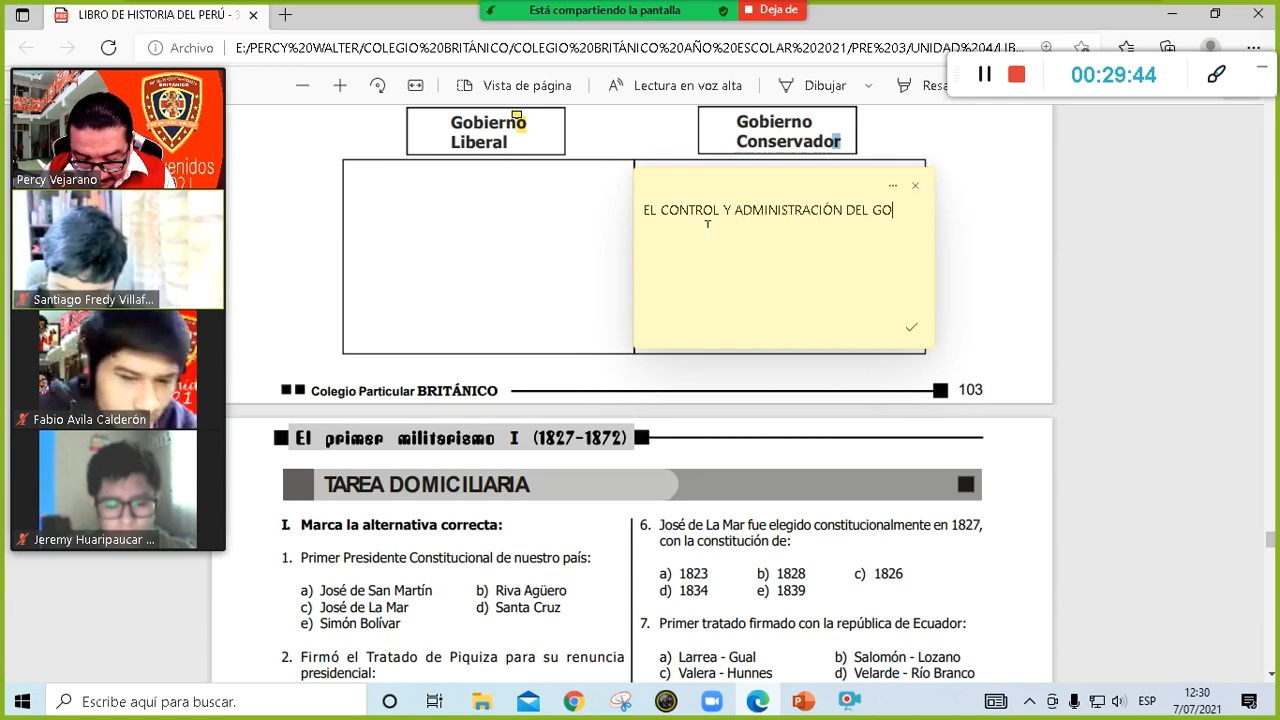 LIBRO DE HISTORIA DEL PERÚ - 3
Está compartiendo la pantalla
Deja de
Archivo
E:/PERCY%20WALTER/COLEGIO%20BRITÁNICO/COLEGIO%20BRITÁNICO%20AÑO%20ESCOLAR%202021/PRE%203/UNIDAD%204/LIB...
00:29:44
Vista de página
Lectura en voz alta
Dibujar
Resa
BRITÁNICO
venidos
21
Percy Vejarano
Santiago Fredy Villaf...
Fabio Avila Calderón
Jeremy Huaripaucar ...
Gobierno
Liberal
Gobierno
Conservador
EL CONTROL Y ADMINISTRACIÓN DEL GO
Colegio Particular BRITÁNICO
103
El primer militarismo I (1827-1872)
TAREA DOMICILIARIA
I. Marca la alternativa correcta:
1. Primer Presidente Constitucional de nuestro país:
a) José de San Martín b) Riva Agüero
c) José de La Mar d) Santa Cruz
e) Simón Bolívar
2. Firmó el Tratado de Piquiza para su renuncia
presidencial:
6. José de La Mar fue elegido constitucionalmente en 1827,
con la constitución de:
a) 1823 b) 1828 c) 1826
d) 1834 e) 1839
7. Primer tratado firmado con la república de Ecuador:
a) Larrea - Gual b) Salomón - Lozano
c) Valera - Hunnes d) Velarde - Río Branco
Escribe aquí para buscar.
ESP
12:30
7/07/2021